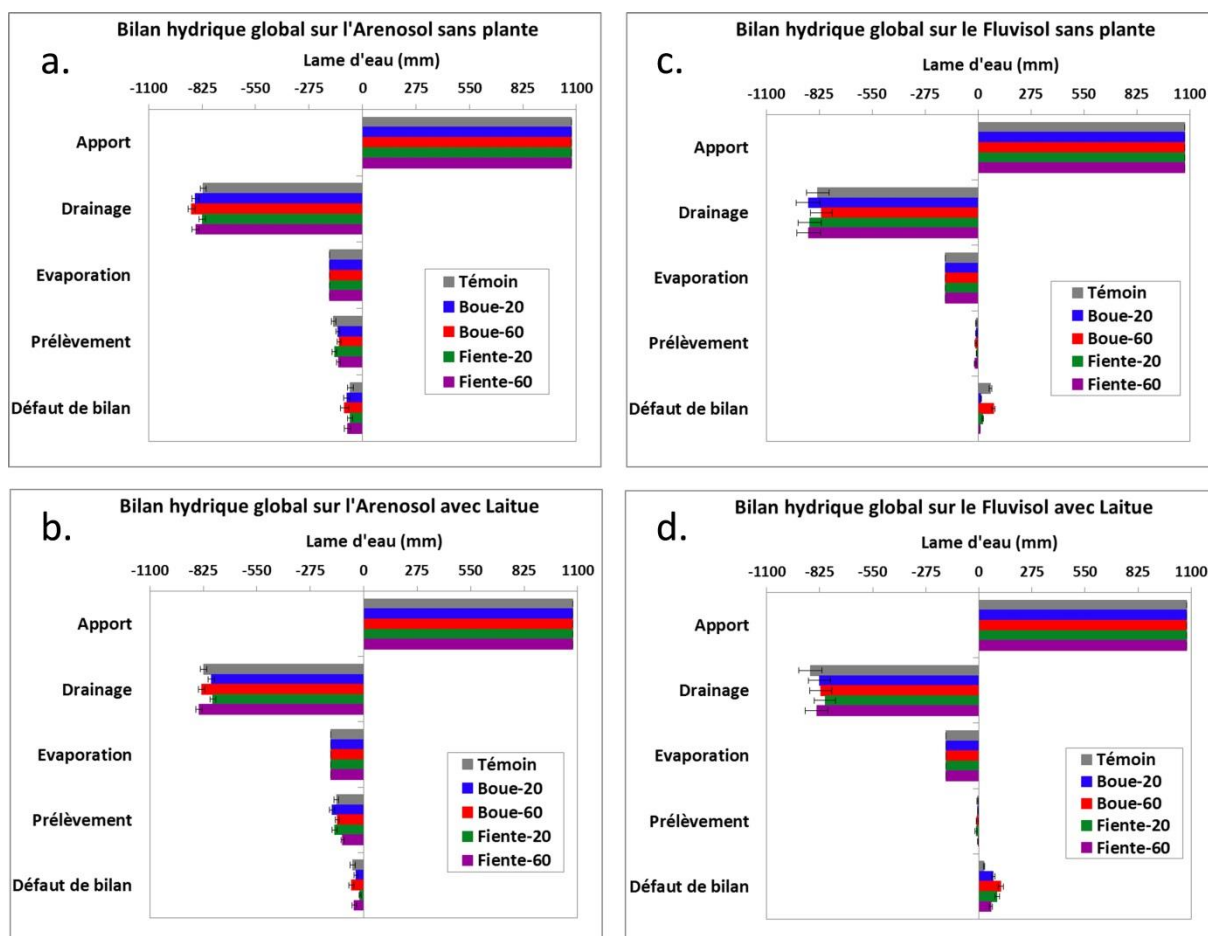 Bilan hydrique global sur l'Arenosol sans plante
a.
Lame d'eau (mm)
-1100 -825 -550 -275 0 275 550 825 1100
Apport
Drainage
Evaporation
Prélèvement
Défaut de bilan
Témoin
Boue-20
Boue-60
Fiente-20
Fiente-60
Bilan hydrique global sur le Fluvisol sans plante
c.
Lame d'eau (mm)
-1100 -825 -550 -275 0 275 550 825 1100
Apport
Drainage
Evaporation
Prélèvement
Défaut de bilan
Témoin
Boue-20
Boue-60
Fiente-20
Fiente-60
Bilan hydrique global sur l'Arenosol avec Laitue
b.
Lame d'eau (mm)
-1100 -825 -550 -275 0 275 550 825 1100
Apport
Drainage
Evaporation
Prélèvement
Défaut de bilan
Témoin
Boue-20
Boue-60
Fiente-20
Fiente-60
Bilan hydrique global sur le Fluvisol avec Laitue
d.
Lame d'eau (mm)
-1100 -825 -550 -275 0 275 550 825 1100
Apport
Drainage
Evaporation
Prélèvement
Défaut de bilan
Témoin
Boue-20
Boue-60
Fiente-20
Fiente-60